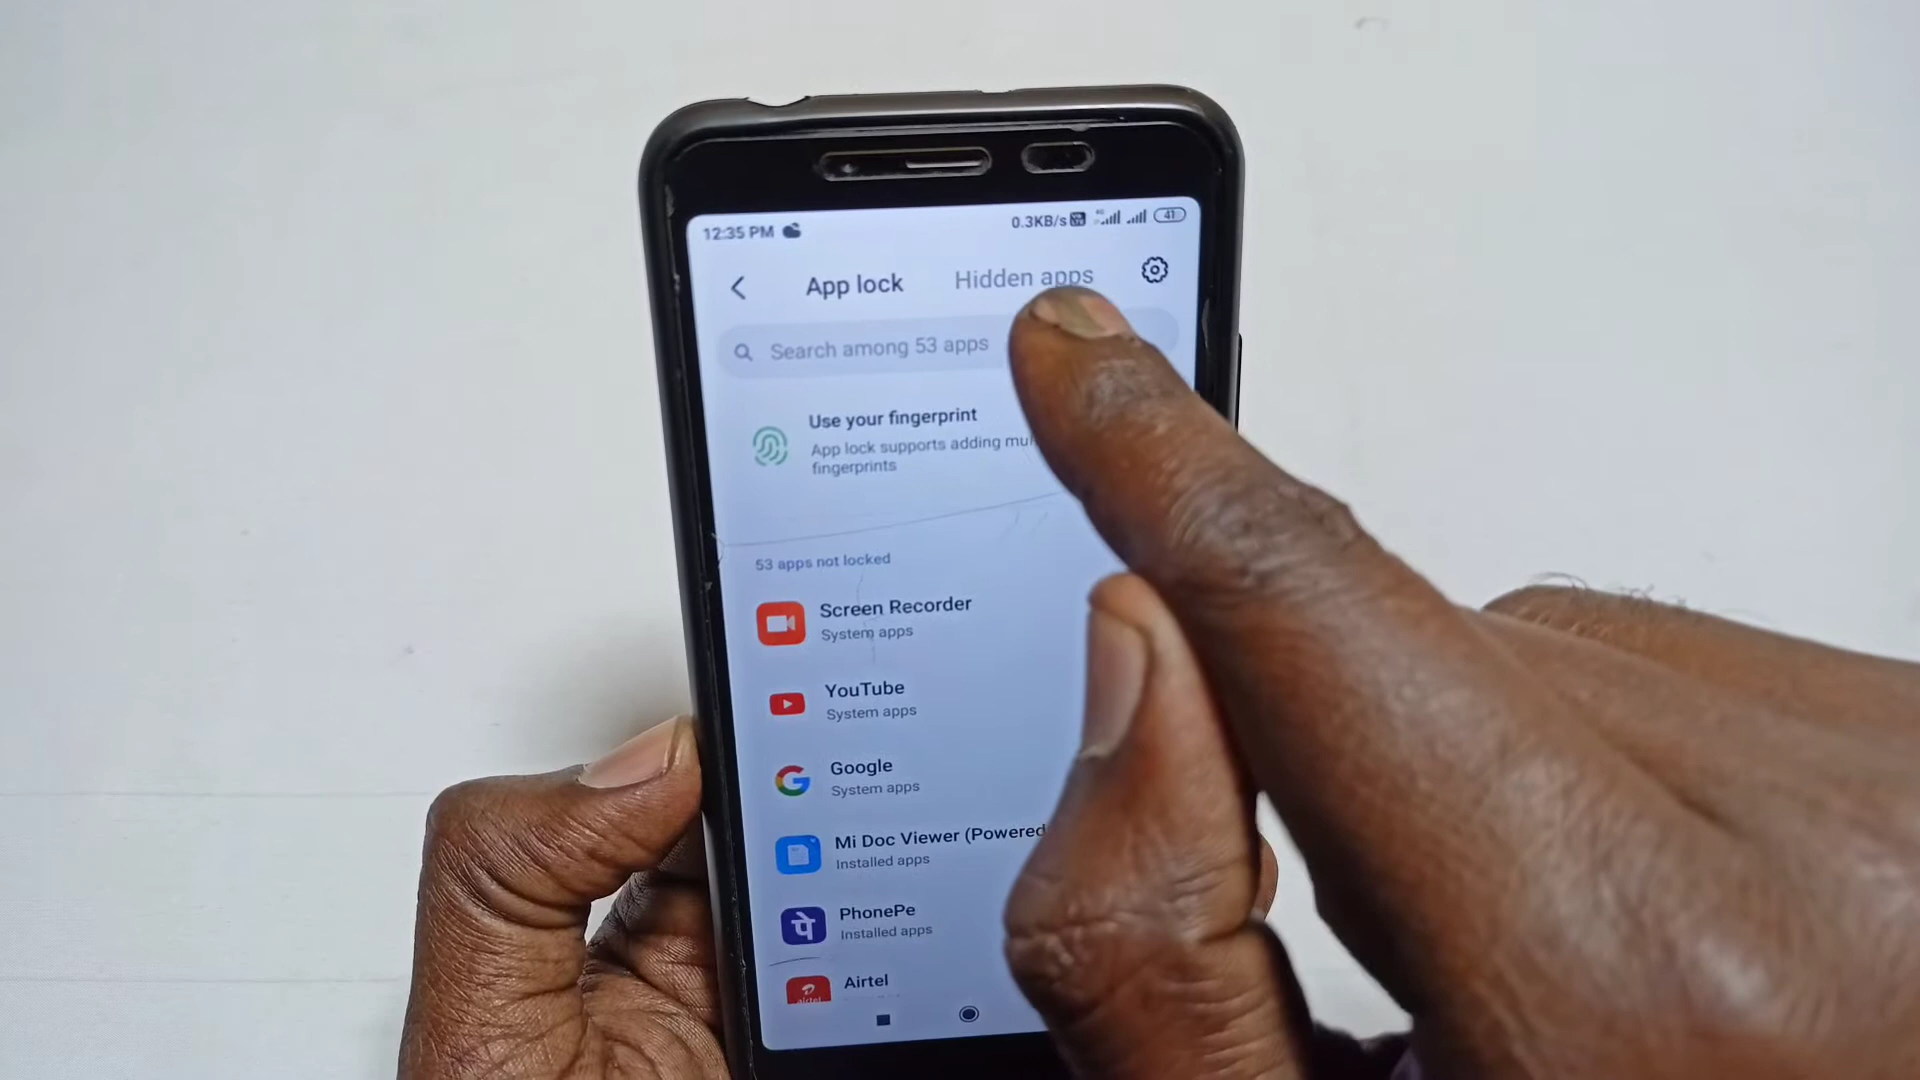 12:35 PM 0.3KB/s 41
App lock Hidden apps
Search among 53 apps
Use your fingerprint
App lock supports adding
fingerprints
53 apps not locked
Screen Recorder
System apps
YouTube
System apps
Google
System apps
Mi Doc Viewer (Powered
Installed apps
पे PhonePe
Installed apps
Airtel
airtel